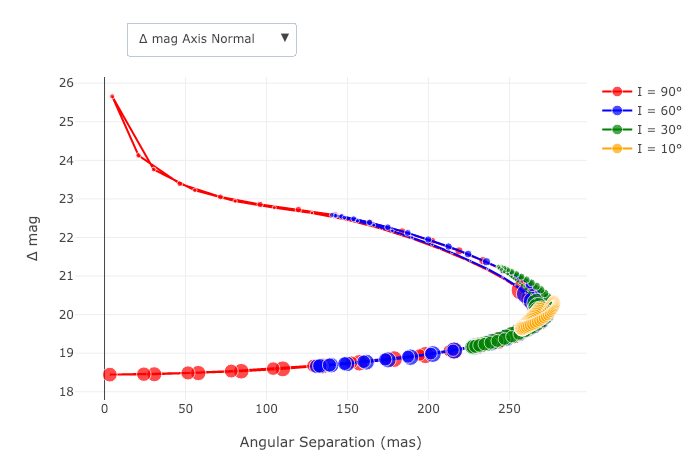 Δ mag Axis Normal ▼
26
25
24
23
22
21
20
19
18
Δ mag
0
50
100
150
200
250
Angular Separation (mas)
I = 90°
I = 60°
I = 30°
I = 10°